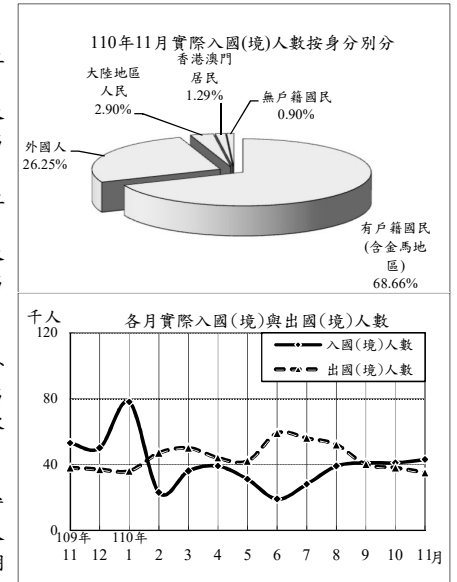 110年11月實際入國(境)人數按身分別分
香港澳門
居民
1.29%
大陸地區
人民
2.90%
無戶籍國民
0.90%
外國人
26.25%
有戶籍國民
(含金馬地
區)
68.66%
千人
各月實際入國(境)與出國(境)人數
入國(境)人數
出國(境)人數
120
80
40
0
109年 110年
11 12 1 2 3 4 5 6 7 8 9 10 11月